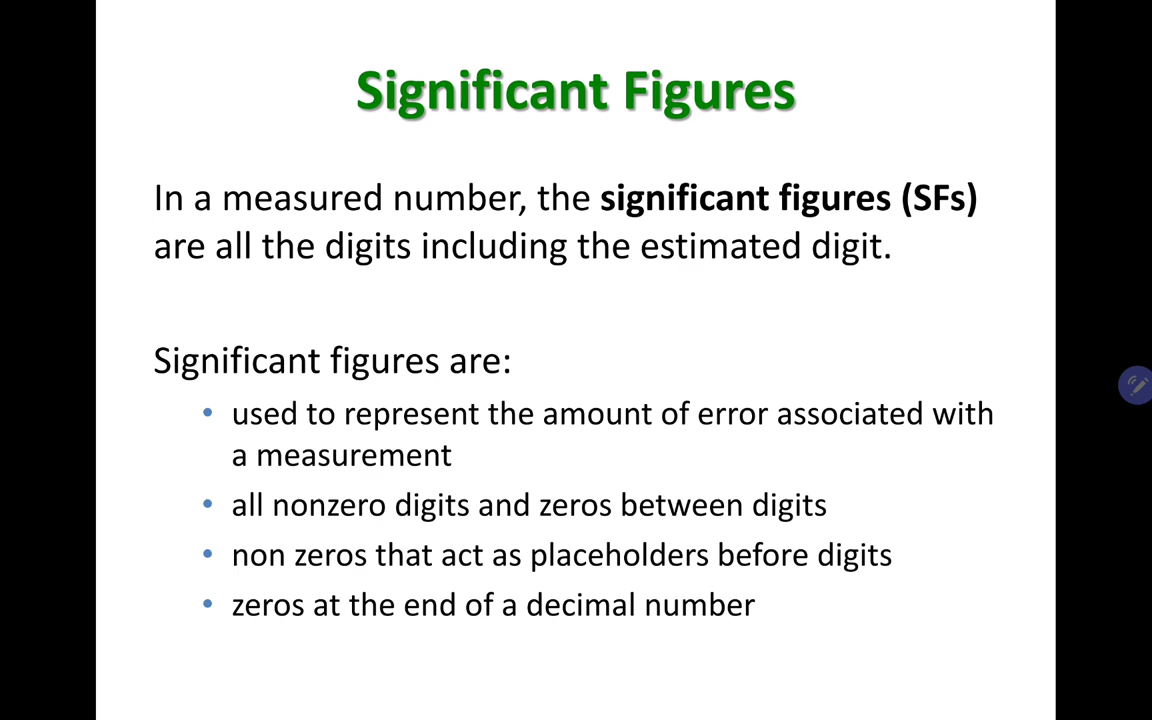 Significant Figures
In a measured number, the significant figures (SFs)
are all the digits including the estimated digit.
Significant figures are:
• used to represent the amount of error associated with
a measurement
• all nonzero digits and zeros between digits
• non zeros that act as placeholders before digits
• zeros at the end of a decimal number